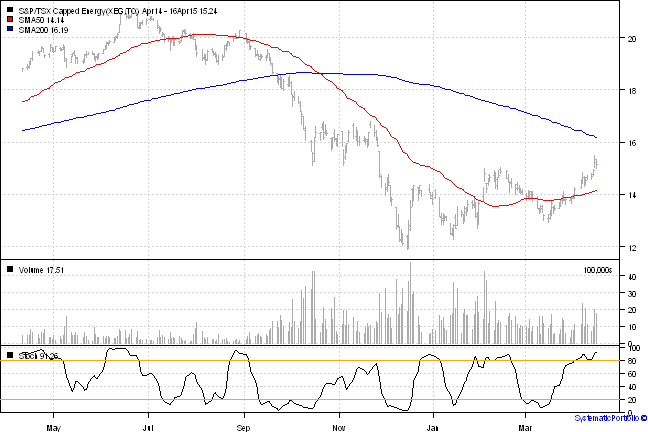 S&P/TSX Capped Energy(XEG.TO) Apr14 - 16Apr15 15.24
SMA50 14.14
SMA200 16.19
20
18
16
14
12
Volume 17.51
100,000s
40
30
20
10
0
100
80
60
40
20
0
May
Jul
Sep
Nov
Jan
Mar
SystematicPortfolio ©